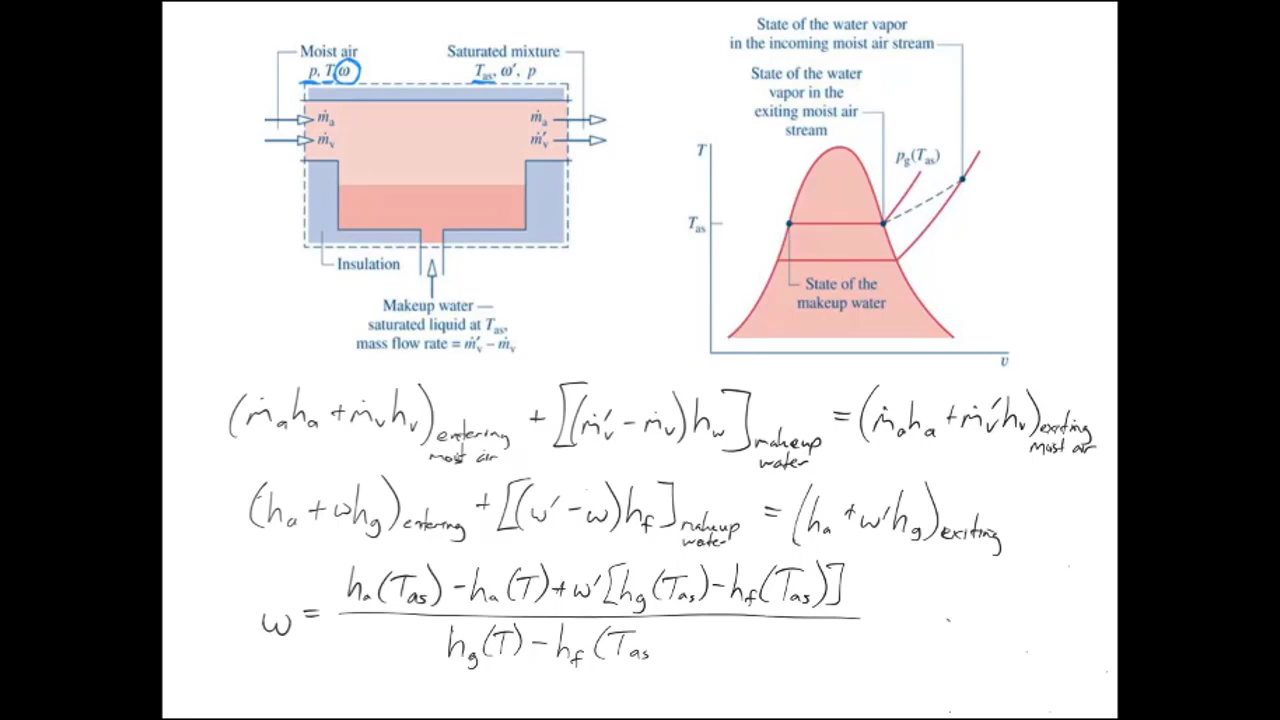 Moist air
p, T, ω
Saturated mixture
T_as, ω′, p
ṁ_a
ṁ_v
ṁ_a
ṁ′_v
Insulation
Makeup water —
saturated liquid at T_as,
mass flow rate = ṁ′_v − ṁ_v
State of the water vapor
in the incoming moist air stream
State of the water
vapor in the
exiting moist air
stream
T
p_g(T_as)
T_as
State of the
makeup water
v
(ṁ_a h_a + ṁ_v h_v)_entering moist air + [(ṁ_v′ − ṁ_v) h_w]_makeup water = (ṁ_a h_a + ṁ_v′ h_v)_exiting moist air
(h_a + ω h_g)_entering + [(ω′ − ω) h_f]_makeup water = (h_a + ω′ h_g)_exiting
h_a(T_as) − h_a(T) + ω′[h_g(T_as) − h_f(T_as)]
ω =
h_g(T) − h_f(T_as